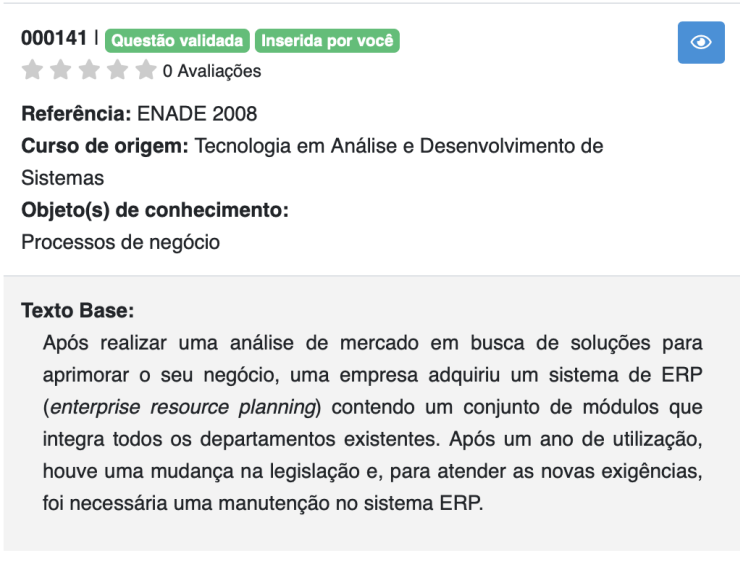 000141 | Questão validada Inserida por você
0 Avaliações
Referência: ENADE 2008
Curso de origem: Tecnologia em Análise e Desenvolvimento de
Sistemas
Objeto(s) de conhecimento:
Processos de negócio
Texto Base:
Após realizar uma análise de mercado em busca de soluções para
aprimorar o seu negócio, uma empresa adquiriu um sistema de ERP
(enterprise resource planning) contendo um conjunto de módulos que
integra todos os departamentos existentes. Após um ano de utilização,
houve uma mudança na legislação e, para atender as novas exigências,
foi necessária uma manutenção no sistema ERP.